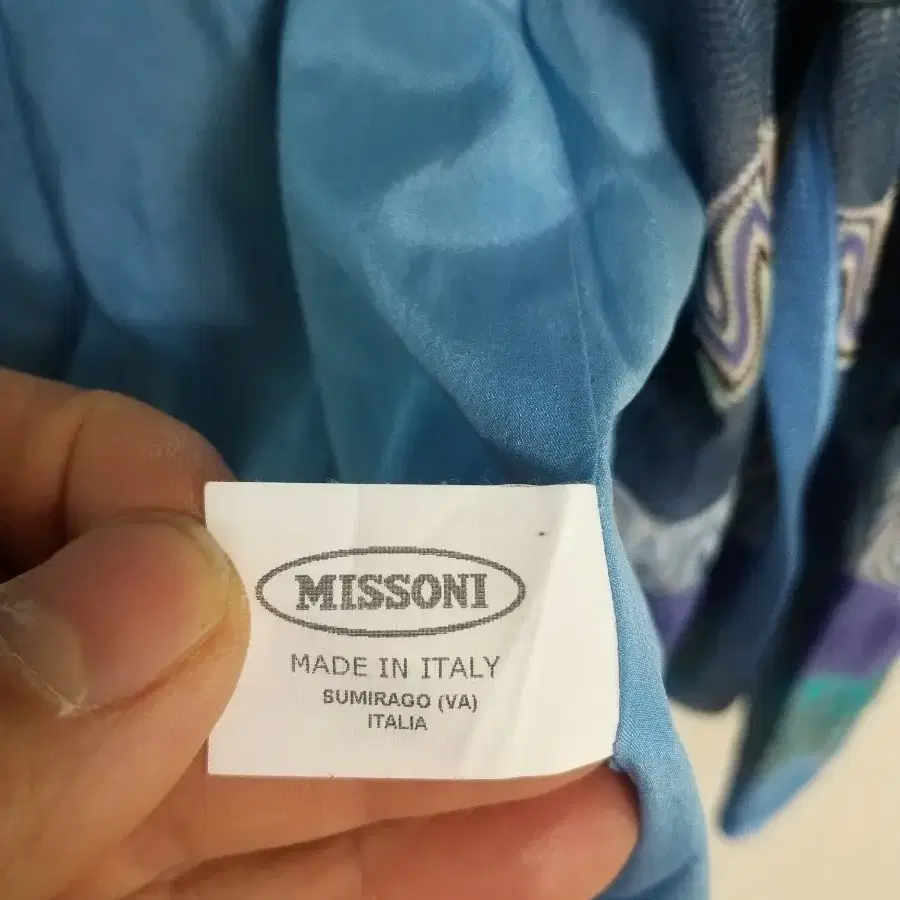 MISSONI
MADE IN ITALY
SUMIRAGO (VA)
ITALIA